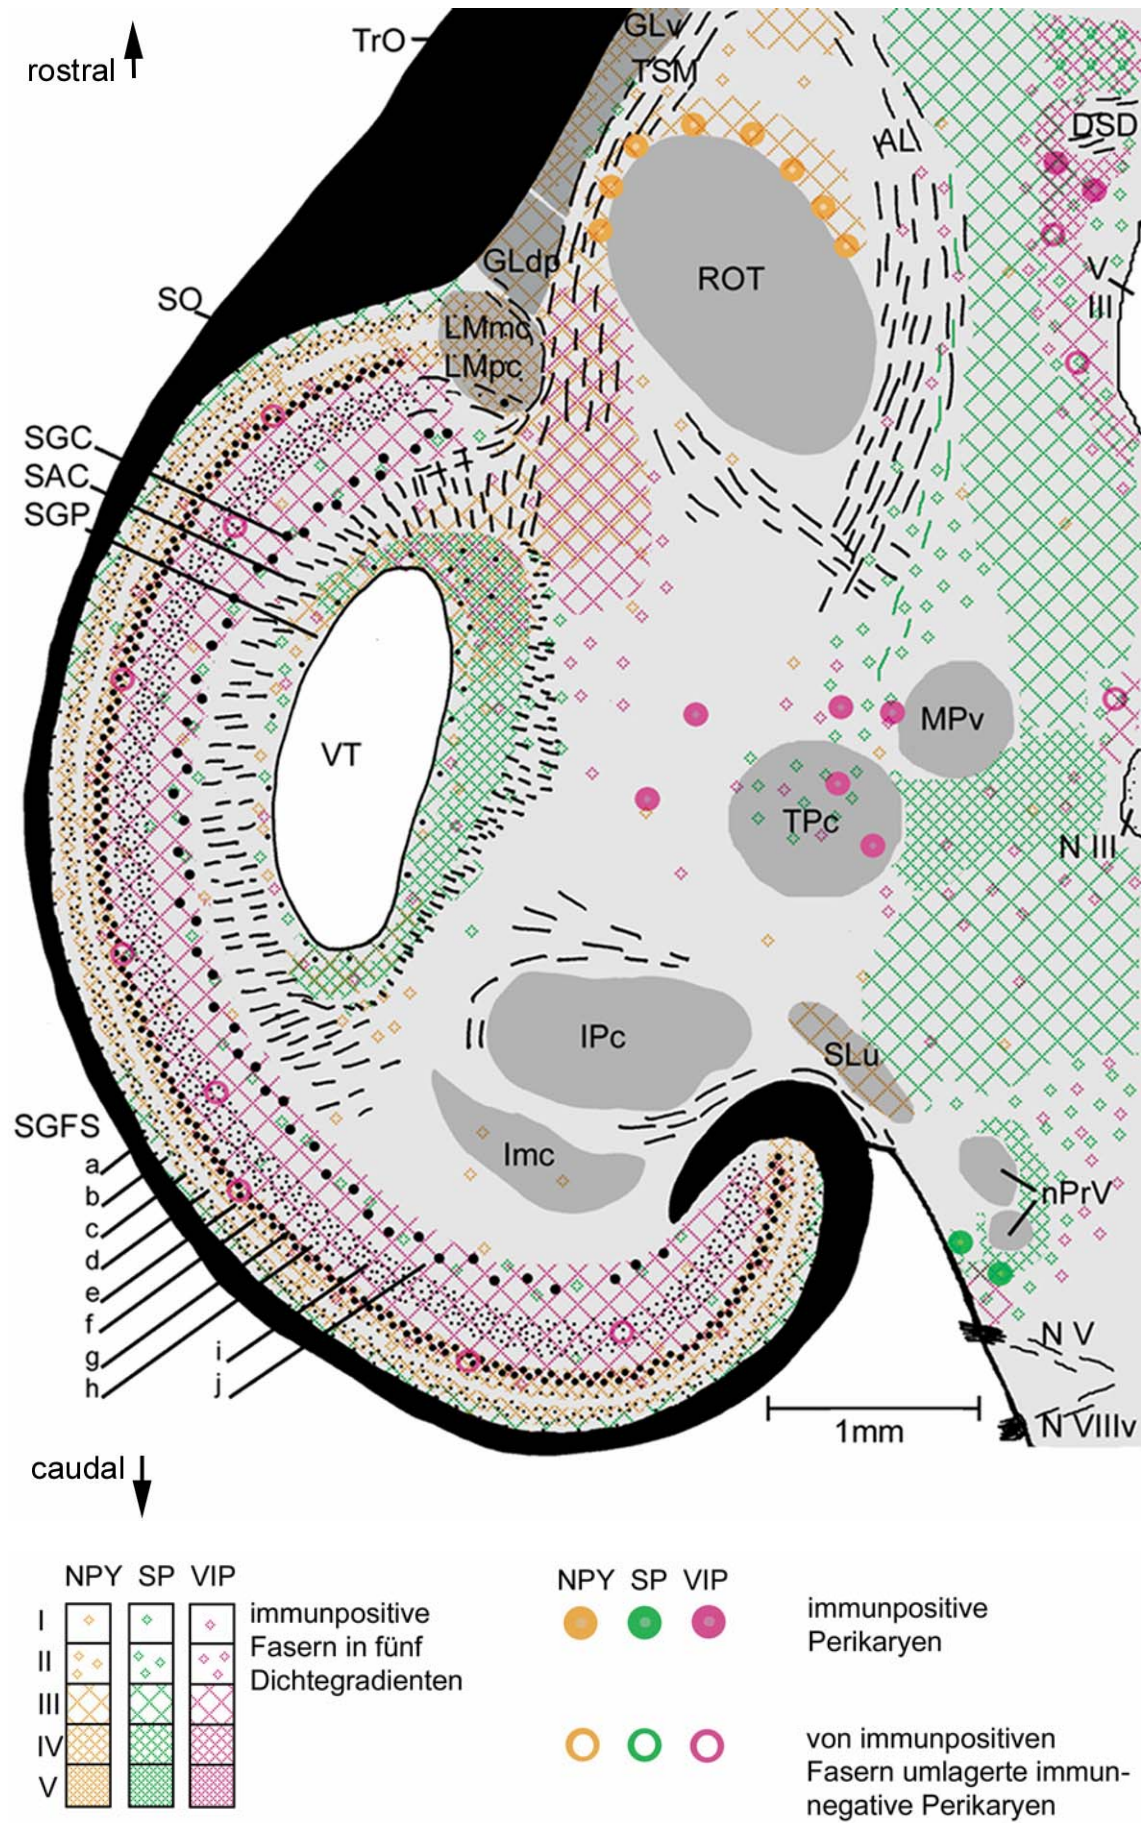 TrO
rostral
GLv
TSM
DSD
AL
GLdp
ROT
V
III
SO
LMmc
LMpc
SGC
SAC
SGP
MPv
VT
TPc
N III
IPc
SLu
SGFS
Imc
a
b
c
d
e
f
g
h
i
j
nPrV
N V
1mm
N VIIIv
caudal
NPY SP VIP
I
II
III
IV
V
immunpositive
Fasern in fünf
Dichtegradienten
NPY SP VIP
immunpositive
Perikaryen
von immunpositiven
Fasern umlagerte immun-
negative Perikaryen